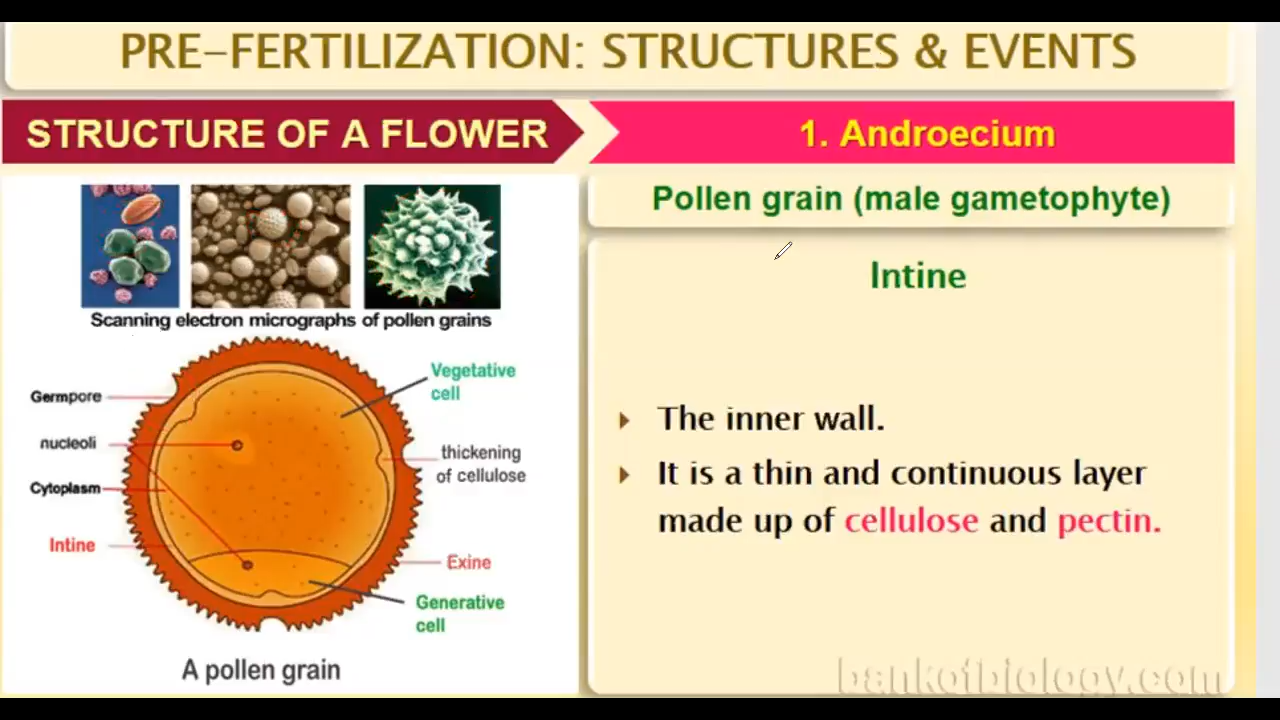 PRE-FERTILIZATION: STRUCTURES & EVENTS
STRUCTURE OF A FLOWER
1. Androecium
Scanning electron micrographs of pollen grains
Germpore
nucleoli
Cytoplasm
Intine
Vegetative
cell
thickening
of cellulose
Exine
Generative
cell
A pollen grain
Pollen grain (male gametophyte)
Intine
The inner wall.
It is a thin and continuous layer
made up of cellulose and pectin.
bankofbiology.com